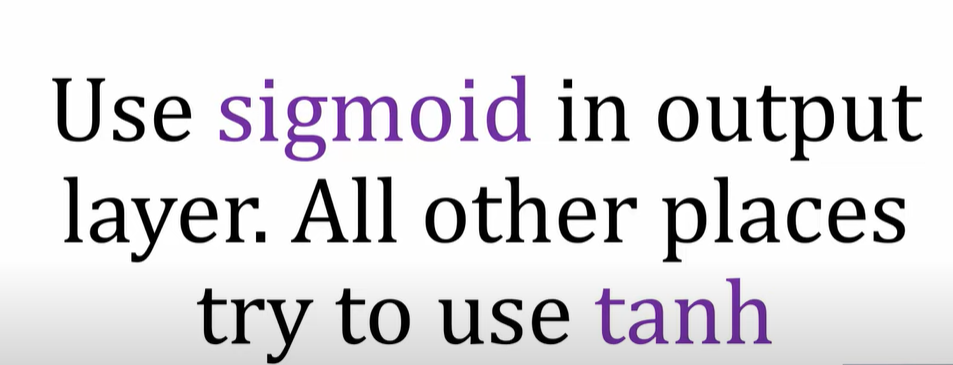 Use sigmoid in output
layer. All other places
try to use tanh